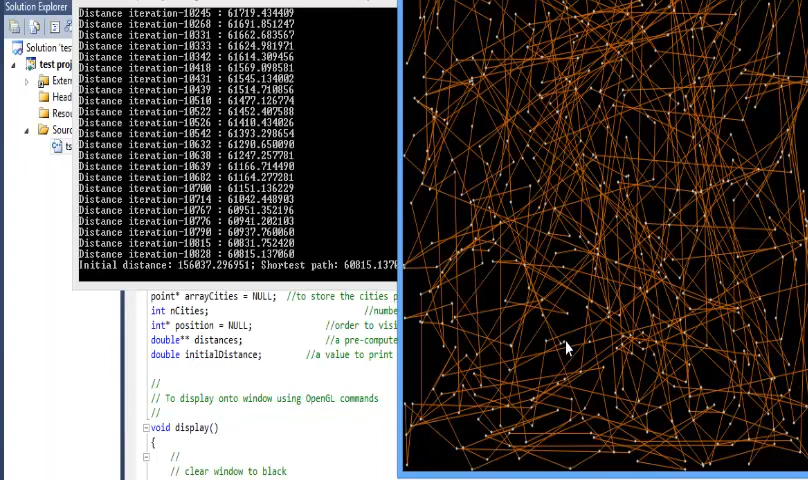 Solution Explorer
Solution 'tes
test proj
Exter
Head
Resou
Sourc
ts
Distance iteration-10245 : 61719.434409
Distance iteration-10268 : 61691.851247
Distance iteration-10331 : 61662.683567
Distance iteration-10333 : 61624.981971
Distance iteration-10342 : 61614.309456
Distance iteration-10418 : 61569.098581
Distance iteration-10431 : 61545.134002
Distance iteration-10439 : 61514.710856
Distance iteration-10510 : 61477.126774
Distance iteration-10522 : 61452.407588
Distance iteration-10526 : 61410.434026
Distance iteration-10542 : 61393.298654
Distance iteration-10632 : 61290.650090
Distance iteration-10638 : 61247.257781
Distance iteration-10639 : 61166.714490
Distance iteration-10682 : 61164.277281
Distance iteration-10700 : 61151.136229
Distance iteration-10714 : 61042.448903
Distance iteration-10767 : 60951.352196
Distance iteration-10776 : 60941.202103
Distance iteration-10790 : 60937.760060
Distance iteration-10815 : 60831.752420
Distance iteration-10828 : 60815.137060
Initial distance: 156037.296951; Shortest path: 60815.1370
point* arrayCities = NULL; //to store the cities p
int nCities; //numbe
int* position = NULL; //order to visi
double** distances; //a pre-compute
double initialDistance; //a value to print
//
// To display onto window using OpenGL commands
//
void display()
{
//
// clear window to black